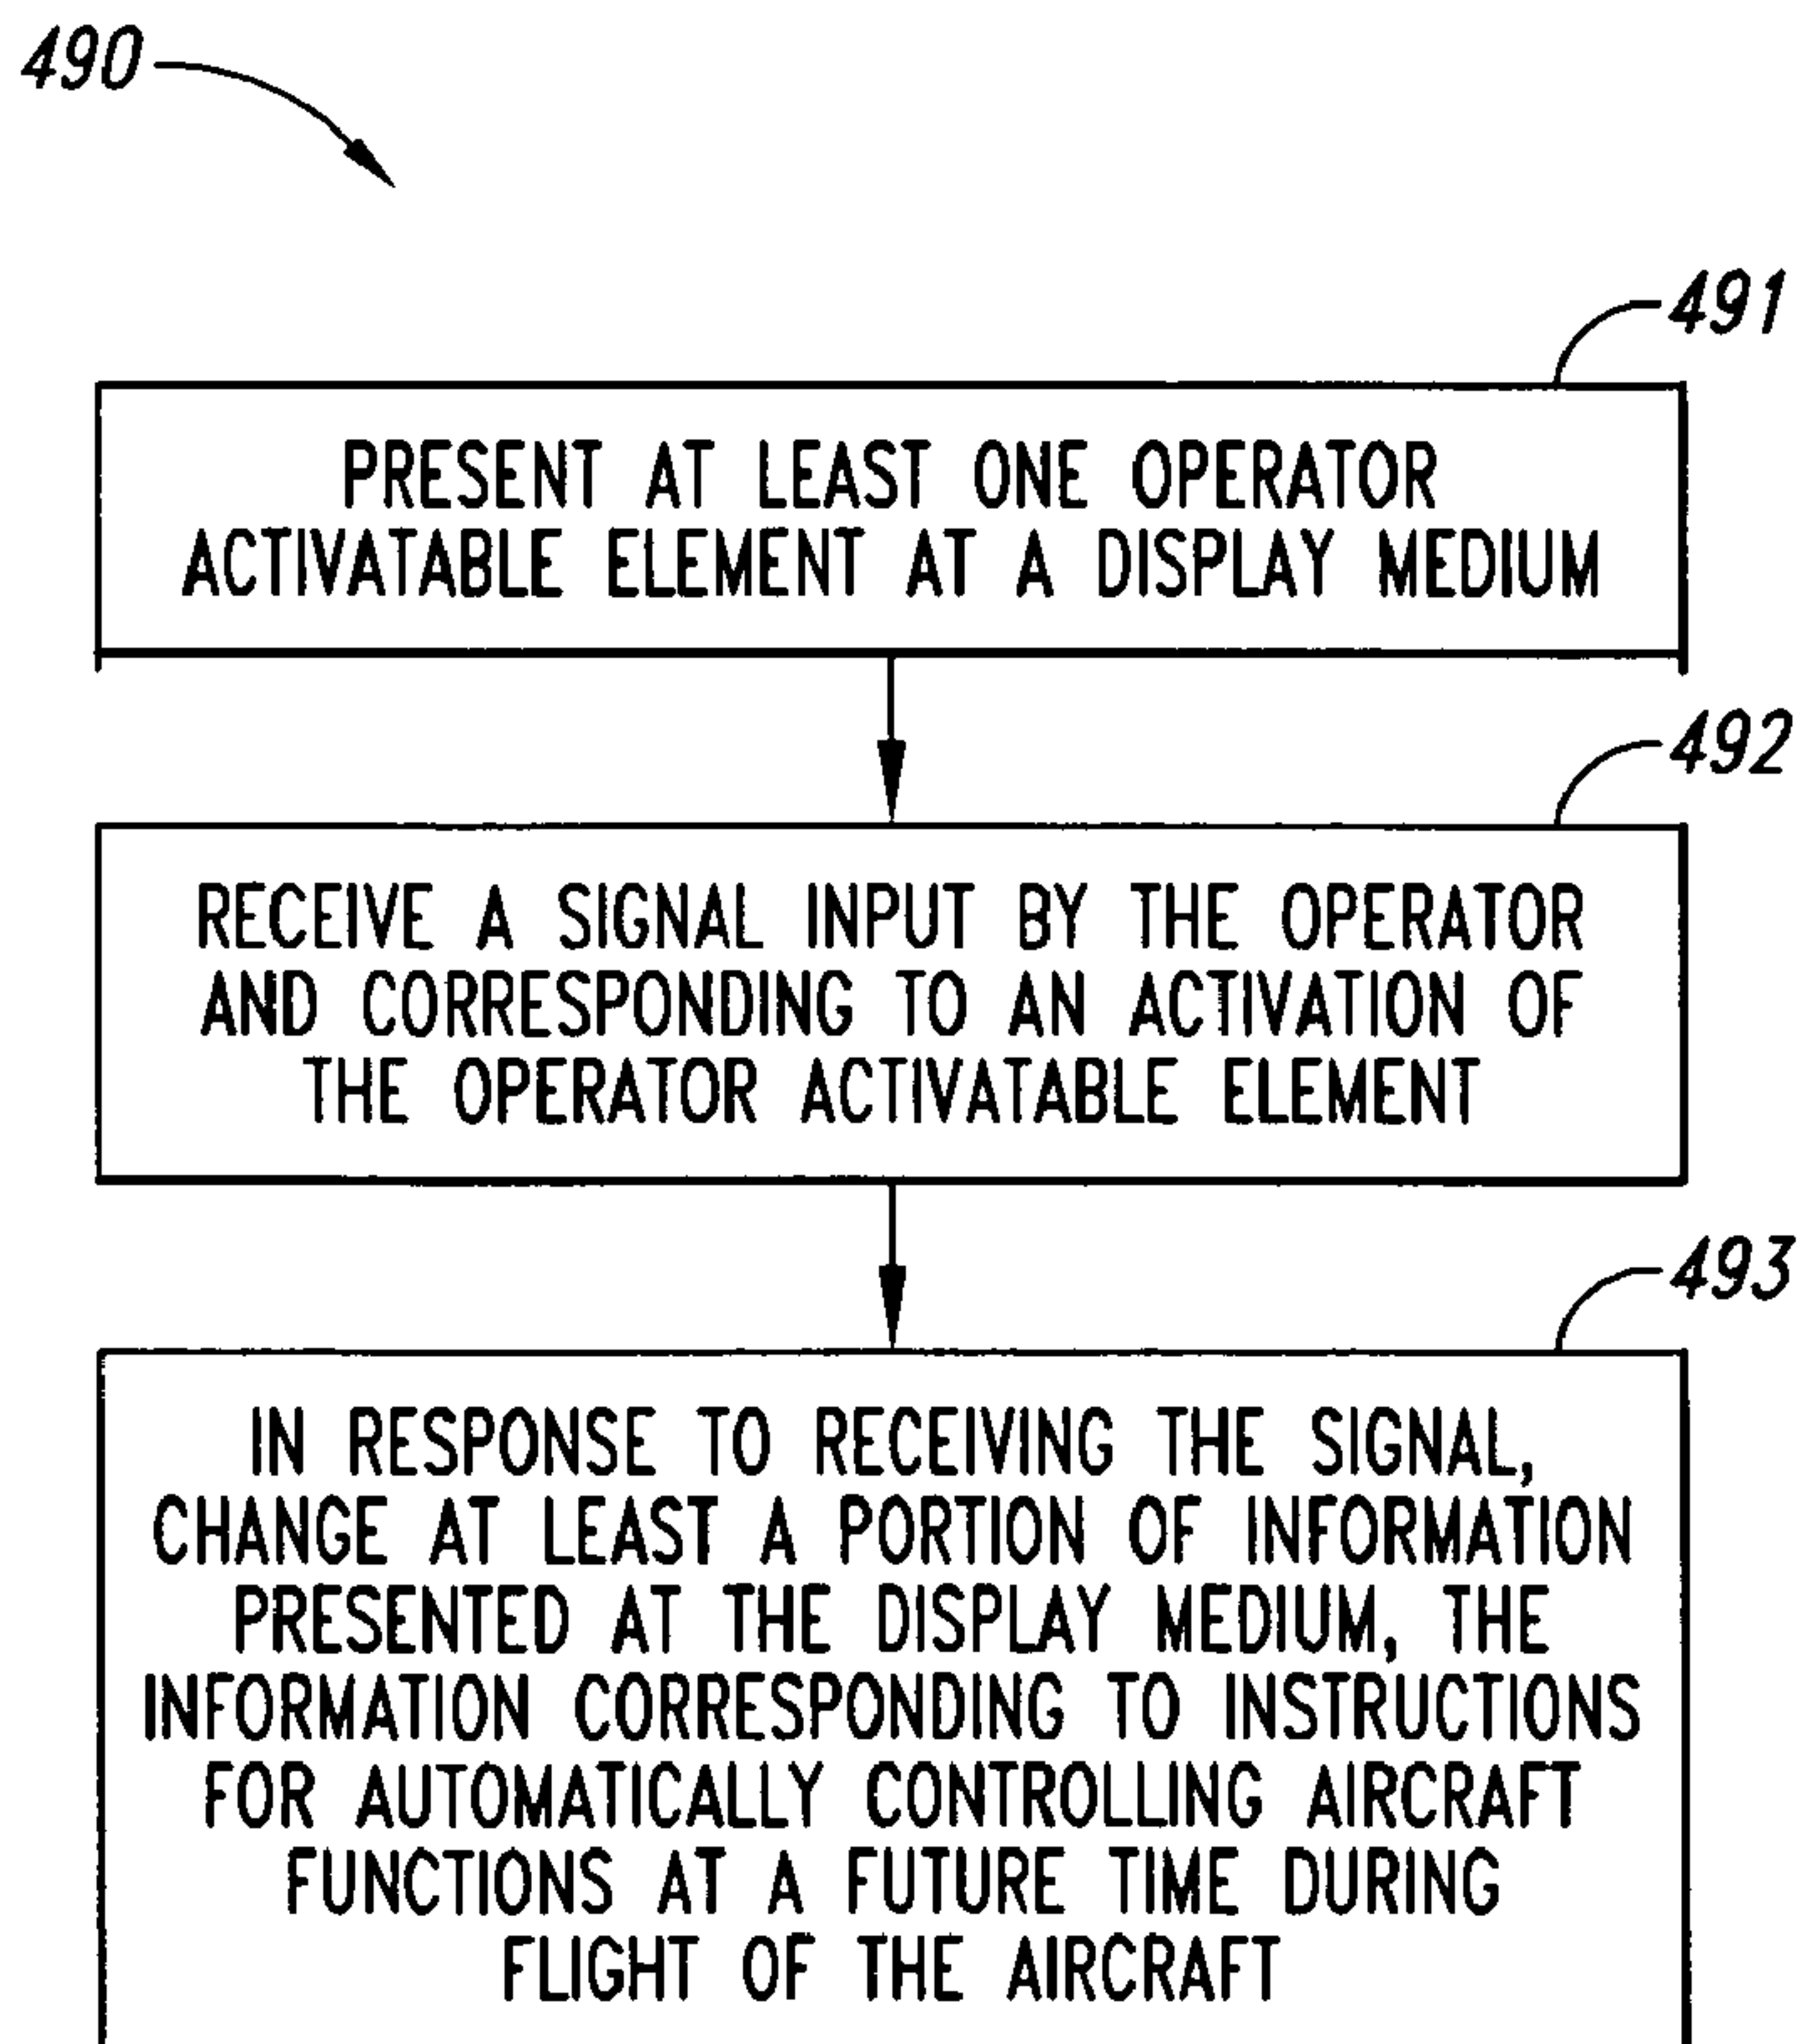 490
491
PRESENT AT LEAST ONE OPERATOR
ACTIVATABLE ELEMENT AT A DISPLAY MEDIUM
492
RECEIVE A SIGNAL INPUT BY THE OPERATOR
AND CORRESPONDING TO AN ACTIVATION OF
THE OPERATOR ACTIVATABLE ELEMENT
493
IN RESPONSE TO RECEIVING THE SIGNAL,
CHANGE AT LEAST A PORTION OF INFORMATION
PRESENTED AT THE DISPLAY MEDIUM, THE
INFORMATION CORRESPONDING TO INSTRUCTIONS
FOR AUTOMATICALLY CONTROLLING AIRCRAFT
FUNCTIONS AT A FUTURE TIME DURING
FLIGHT OF THE AIRCRAFT